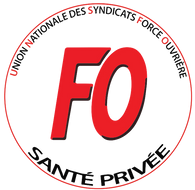 UNION NATIONALE DES SYNDICATS FORCE OUVRIÈRE
FO
SANTÉ PRIVÉE